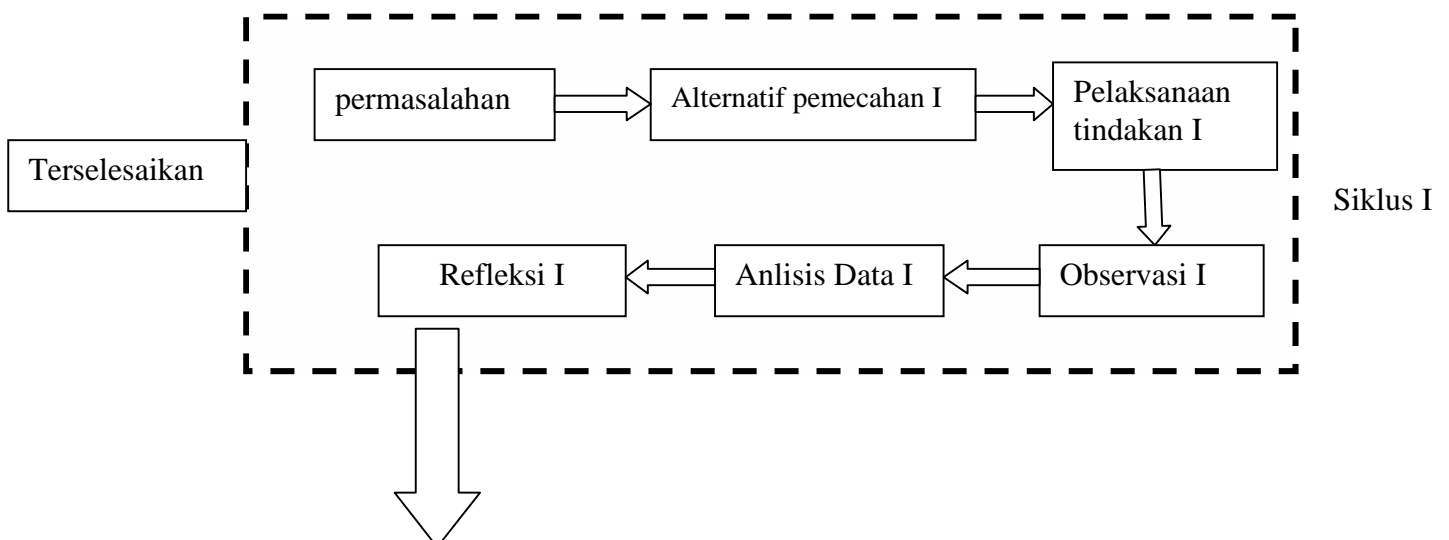 permasalahan
Alternatif pemecahan I
Pelaksanaan
tindakan I
Terselesaikan
Siklus I
Refleksi I
Anlisis Data I
Observasi I